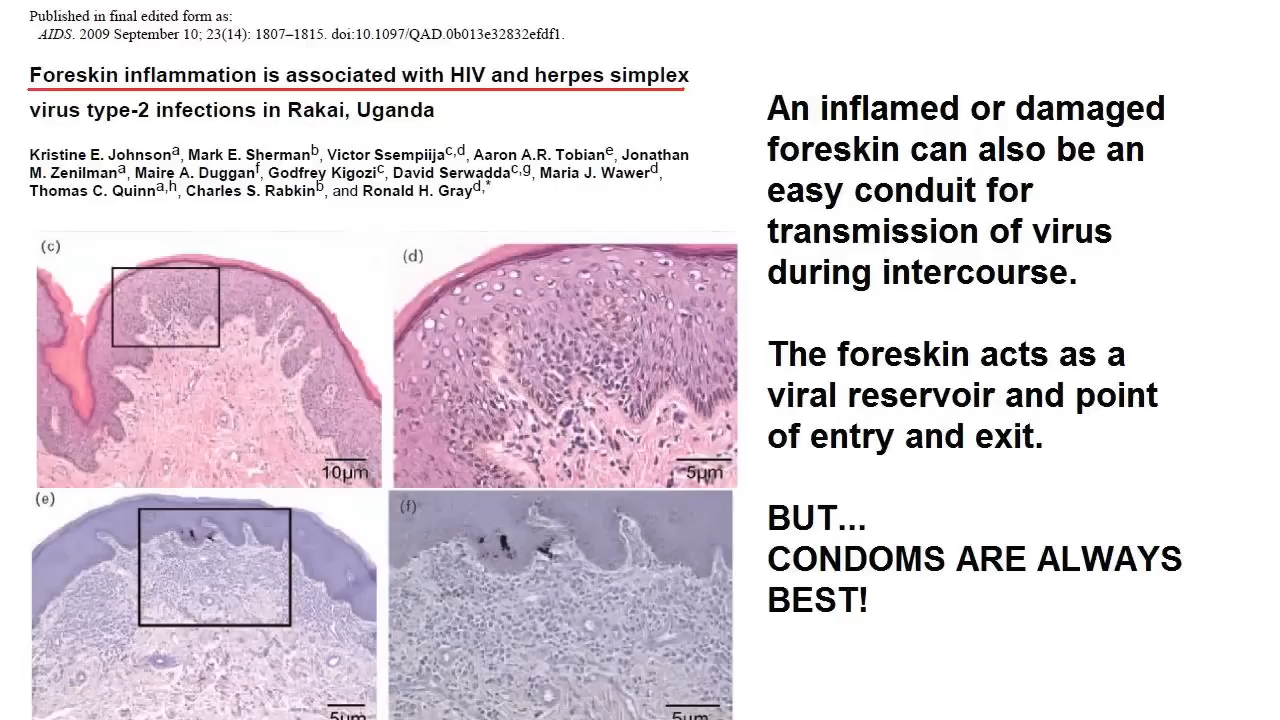 Published in final edited form as:
AIDS. 2009 September 10; 23(14): 1807–1815. doi:10.1097/QAD.0b013e32832efdf1.
Foreskin inflammation is associated with HIV and herpes simplex
virus type-2 infections in Rakai, Uganda
Kristine E. Johnsona, Mark E. Shermanb, Victor Ssempiijac,d, Aaron A.R. Tobiane, Jonathan
M. Zenilmana, Maire A. Dugganf, Godfrey Kigozic, David Serwaddac,g, Maria J. Wawerd,
Thomas C. Quinna,h, Charles S. Rabkinb, and Ronald H. Grayd,*
(c)
(d)
10µm
5µm
(e)
(f)
5µm
5µm
An inflamed or damaged
foreskin can also be an
easy conduit for
transmission of virus
during intercourse.
The foreskin acts as a
viral reservoir and point
of entry and exit.
BUT...
CONDOMS ARE ALWAYS
BEST!